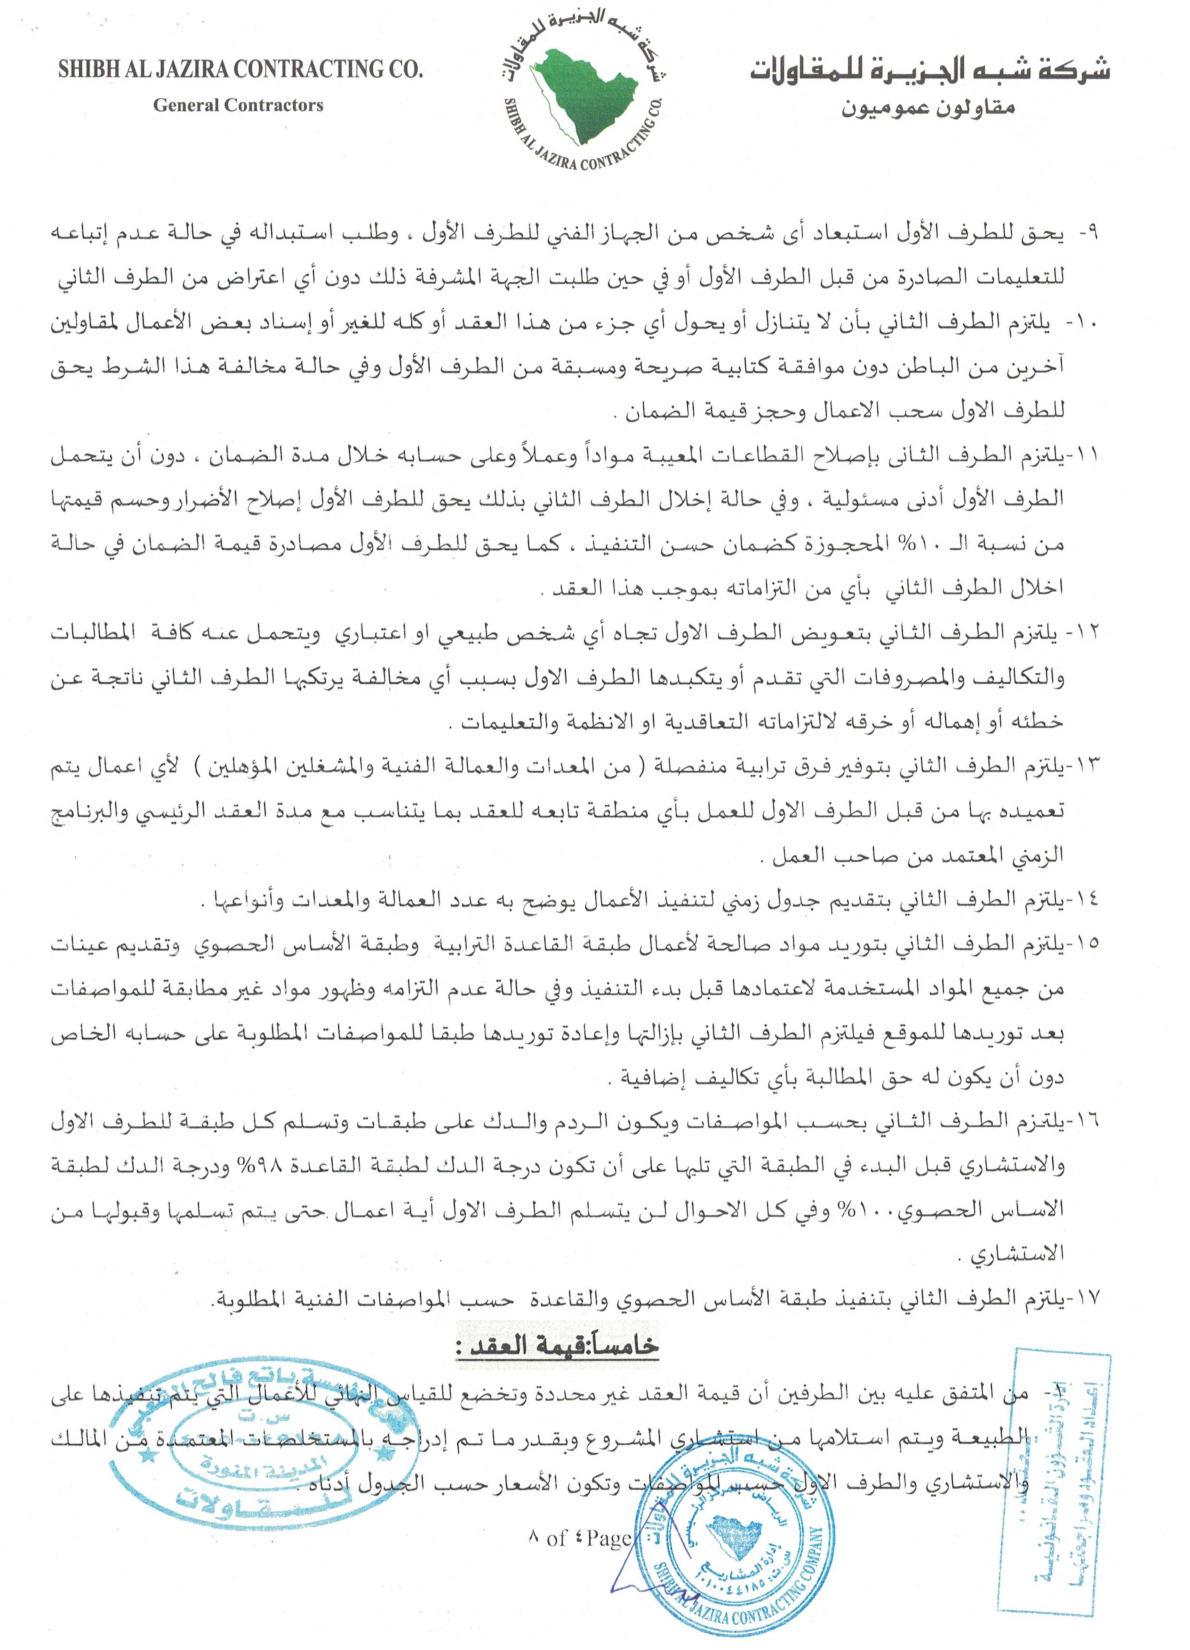 SHIBH AL JAZIRA CONTRACTING CO.
General Contractors
شركة شبه الجزيرة للمقاولات
SHIBH AL JAZIRA CONTRACTING CO.
شركة شبه الجزيرة للمقاولات
مقاولون عموميون
٩- يحق للطرف الأول استبعاد أى شخص من الجهاز الفني للطرف الأول ، وطلب استبداله في حالة عدم إتباعه
للتعليمات الصادرة من قبل الطرف الأول أو في حين طلبت الجهة المشرفة ذلك دون أي اعتراض من الطرف الثاني
١٠- يلتزم الطرف الثاني بأن لا يتنازل أو يحول أي جزء من هذا العقد أو كله للغير أو إسناد بعض الأعمال لمقاولين
آخرين من الباطن دون موافقة كتابية صريحة ومسبقة من الطرف الأول وفي حالة مخالفة هذا الشرط يحق
للطرف الاول سحب الاعمال وحجز قيمة الضمان .
١١-يلتزم الطرف الثانى بإصلاح القطاعات المعيبة مواداً وعملاً وعلى حسابه خلال مدة الضمان ، دون أن يتحمل
الطرف الأول أدنى مسئولية ، وفي حالة إخلال الطرف الثاني بذلك يحق للطرف الأول إصلاح الأضرار وحسم قيمتها
من نسبة الـ ١٠% المحجوزة كضمان حسن التنفيذ ، كما يحق للطرف الأول مصادرة قيمة الضمان في حالة
اخلال الطرف الثاني بأي من التزاماته بموجب هذا العقد .
١٢- يلتزم الطرف الثاني بتعويض الطرف الاول تجاه أي شخص طبيعي او اعتباري ويتحمل عنه كافة المطالبات
والتكاليف والمصروفات التي تقدم أو يتكبدها الطرف الاول بسبب أي مخالفة يرتكبها الطرف الثاني ناتجة عن
خطئه أو إهماله أو خرقه لالتزاماته التعاقدية او الانظمة والتعليمات .
١٣-يلتزم الطرف الثاني بتوفير فرق ترابية منفصلة ( من المعدات والعمالة الفنية والمشغلين المؤهلين ) لأي اعمال يتم
تعميده بها من قبل الطرف الاول للعمل بأي منطقة تابعه للعقد بما يتناسب مع مدة العقد الرئيسي والبرنامج
الزمني المعتمد من صاحب العمل .
١٤-يلتزم الطرف الثاني بتقديم جدول زمني لتنفيذ الأعمال يوضح به عدد العمالة والمعدات وأنواعها .
١٥-يلتزم الطرف الثاني بتوريد مواد صالحة لأعمال طبقة القاعدة الترابية وطبقة الأساس الحصوي وتقديم عينات
من جميع المواد المستخدمة لاعتمادها قبل بدء التنفيذ وفي حالة عدم التزامه وظهور مواد غير مطابقة للمواصفات
بعد توريدها للموقع فيلتزم الطرف الثاني بإزالتها وإعادة توريدها طبقا للمواصفات المطلوبة على حسابه الخاص
دون أن يكون له حق المطالبة بأي تكاليف إضافية .
١٦-يلتزم الطرف الثاني بحسب المواصفات ويكون الردم والدك على طبقات وتسلم كل طبقة للطرف الاول
والاستشاري قبل البدء في الطبقة التي تليها على أن تكون درجة الدك لطبقة القاعدة ٩٨% ودرجة الدك لطبقة
الاساس الحصوي ١٠٠% وفي كل الاحوال لن يتسلم الطرف الاول أية اعمال حتى يتم تسلمها وقبولها من
الاستشاري .
١٧-يلتزم الطرف الثاني بتنفيذ طبقة الأساس الحصوي والقاعدة حسب المواصفات الفنية المطلوبة.
خامساً:قيمة العقد :
١- من المتفق عليه بين الطرفين أن قيمة العقد غير محددة وتخضع للقياس النهائي للأعمال التي يتم تنفيذها على
الطبيعة ويتم استلامها من استشاري المشروع وبقدر ما تم إدراجه بالمستخلصات المعتمدة من المالك
والاستشاري والطرف الاول حسب المواصفات وتكون الأسعار حسب الجدول أدناه .
٨ of ٤Page
س.ت
المدينة المنورة
للمقاولات
شركة شبه الجزيرة للمقاولات
الرياض - المركز الرئيسي
إدارة المشاريع
س.ت: ١٠١٠٠٤٤١٨٥
SHIBH AL JAZIRA CONTRACTING COMPANY
إدارة الشؤون القانونية
إعداد العقود ومراجعتها